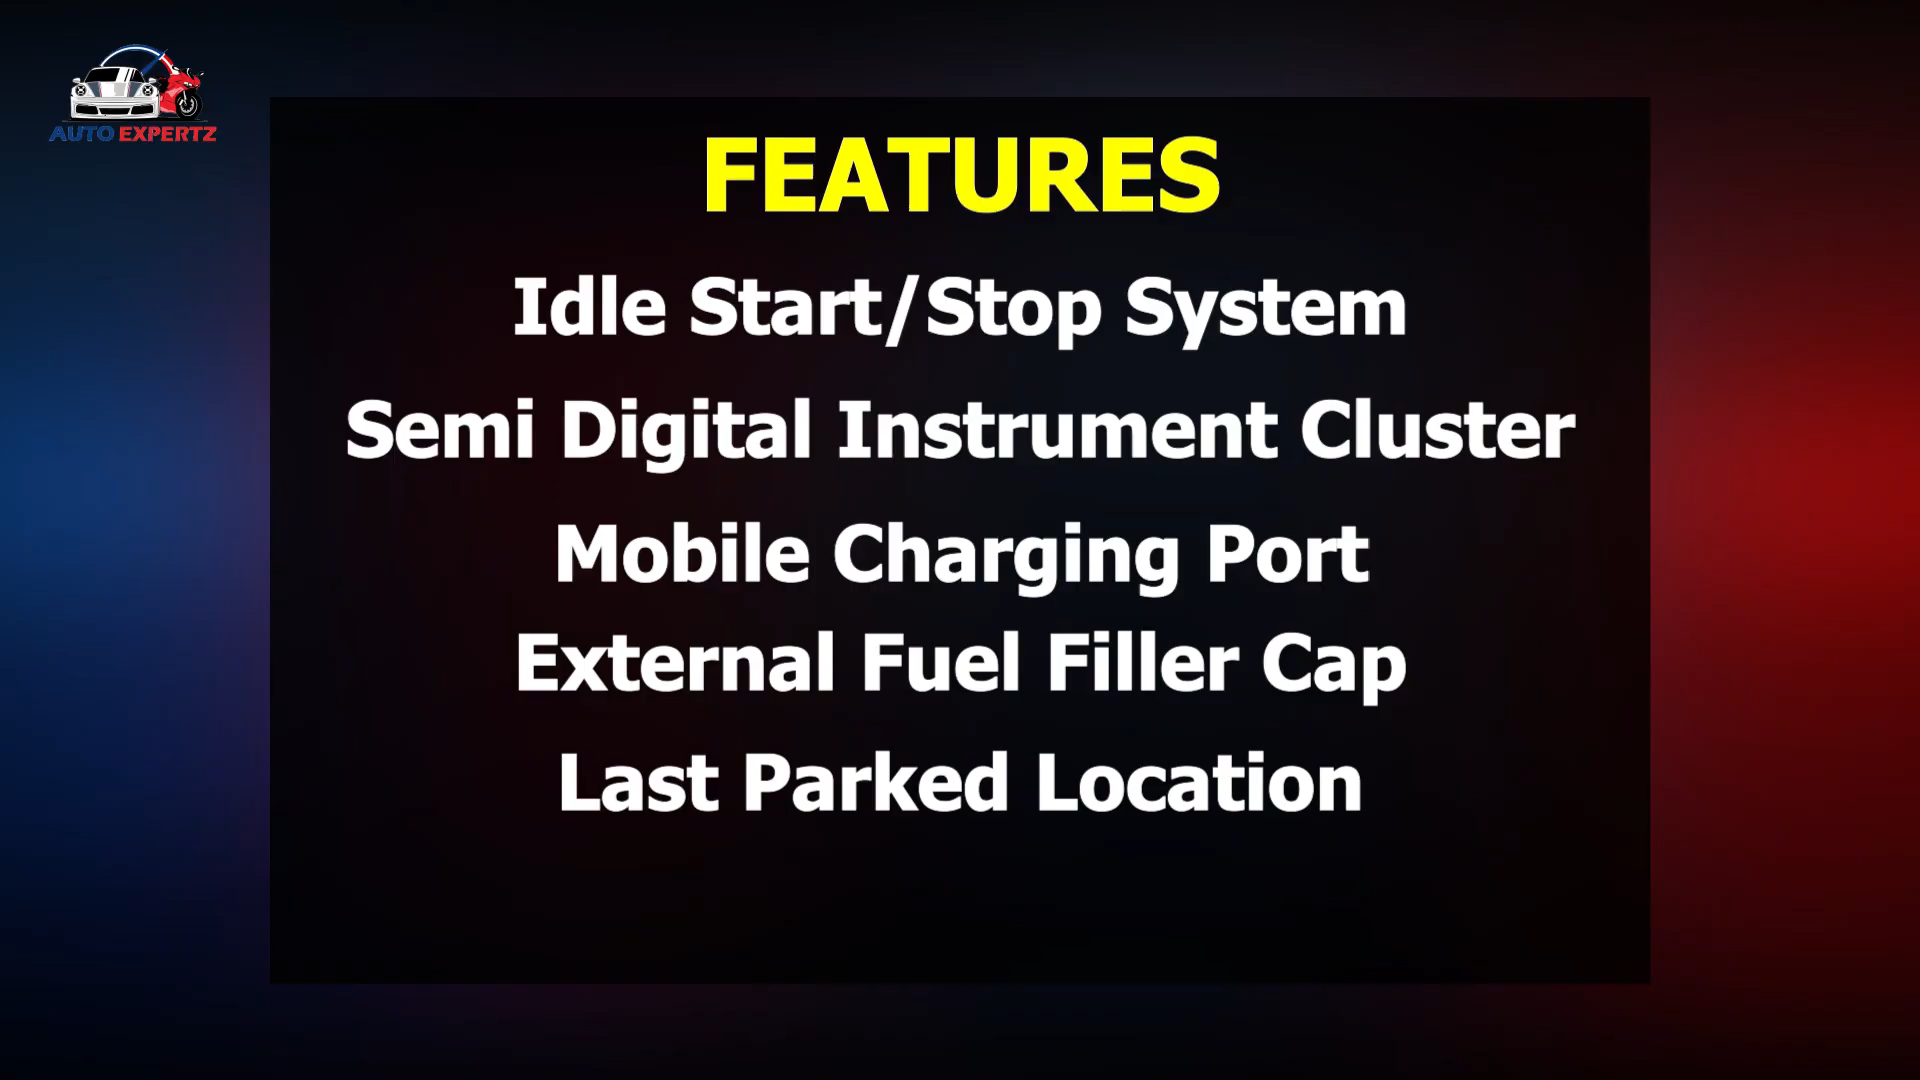 AUTO EXPERTZ
FEATURES
Idle Start/Stop System
Semi Digital Instrument Cluster
Mobile Charging Port
External Fuel Filler Cap
Last Parked Location